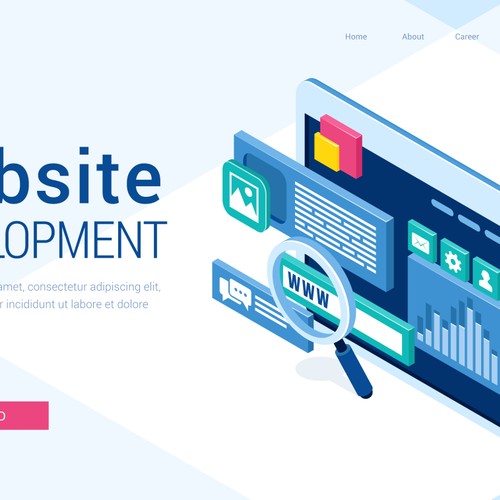 Home About Career
bsite
LOPMENT
amet, consectetur adipiscing elit,
r incididunt ut labore et dolore
WWW